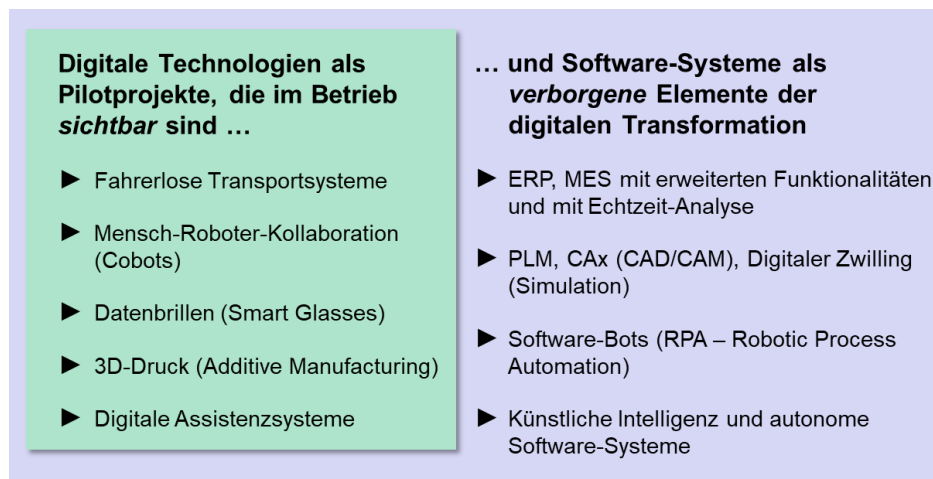 Digitale Technologien als
Pilotprojekte, die im Betrieb
sichtbar sind …
► Fahrerlose Transportsysteme
► Mensch-Roboter-Kollaboration
(Cobots)
► Datenbrillen (Smart Glasses)
► 3D-Druck (Additive Manufacturing)
► Digitale Assistenzsysteme
… und Software-Systeme als
verborgene Elemente der
digitalen Transformation
► ERP, MES mit erweiterten Funktionalitäten
und mit Echtzeit-Analyse
► PLM, CAx (CAD/CAM), Digitaler Zwilling
(Simulation)
► Software-Bots (RPA – Robotic Process
Automation)
► Künstliche Intelligenz und autonome
Software-Systeme